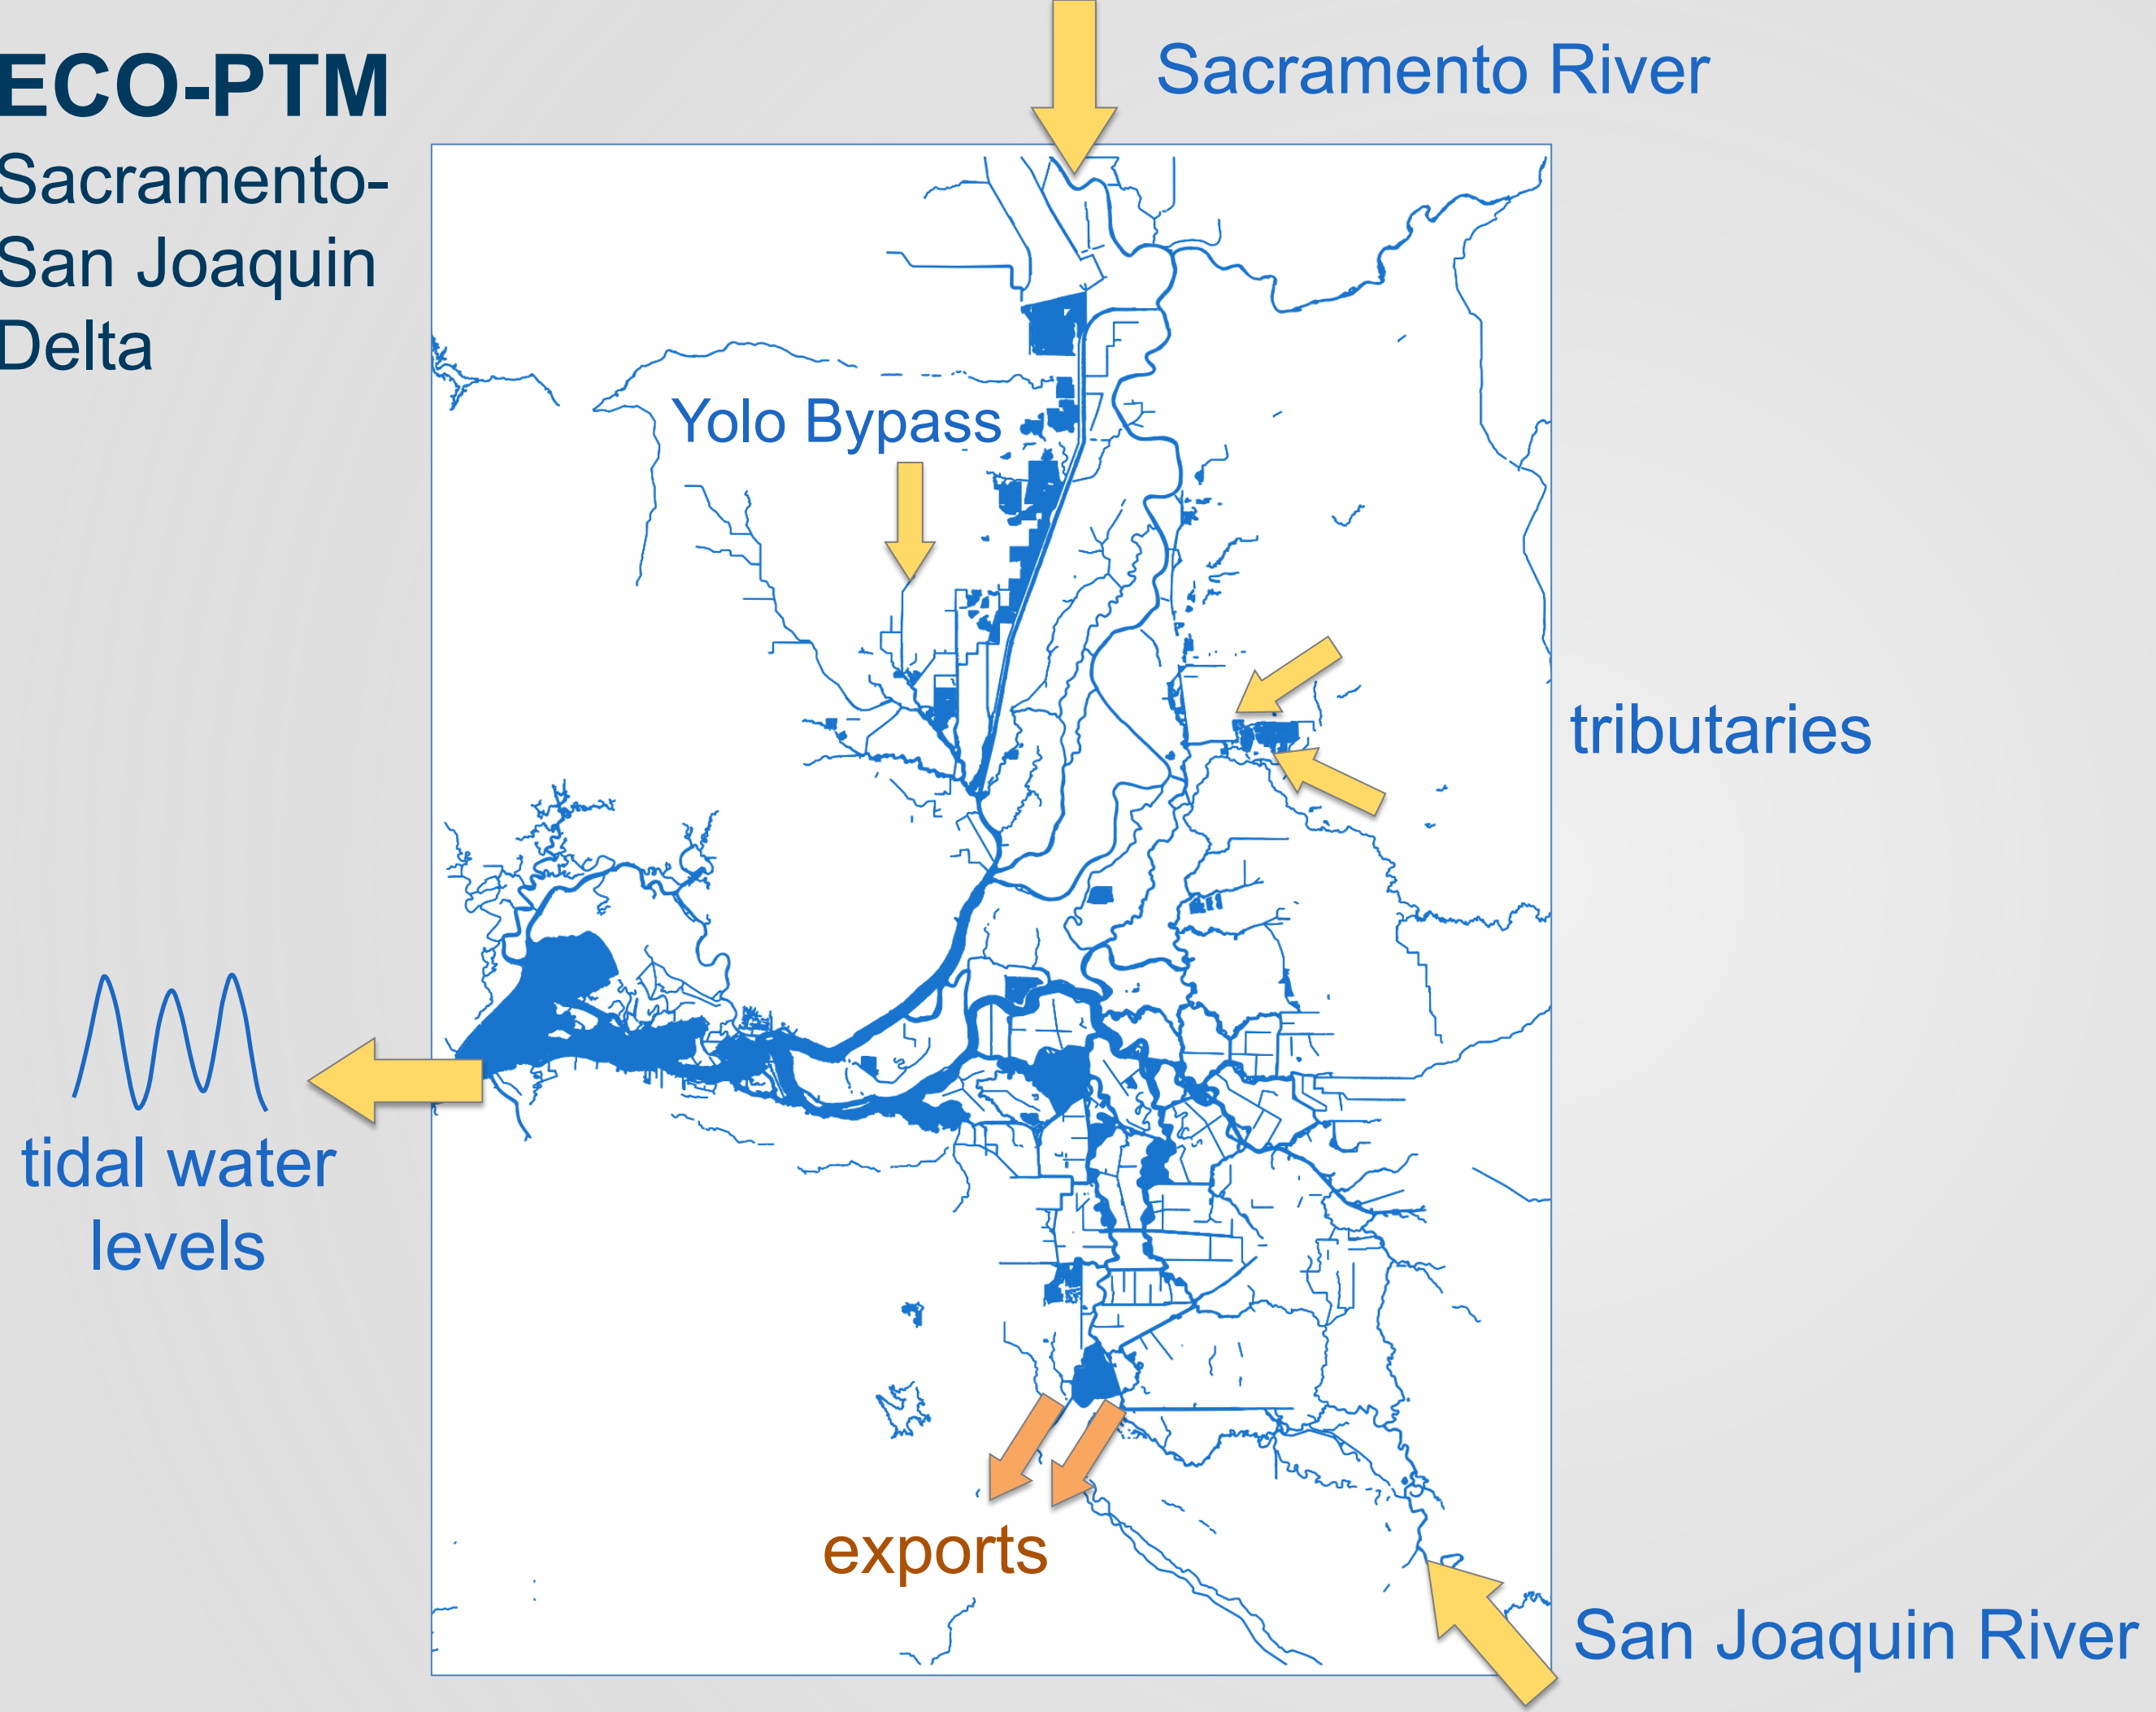 ECO-PTM
Sacramento-
San Joaquin
Delta
Sacramento River
Yolo Bypass
tributaries
tidal water
levels
exports
San Joaquin River